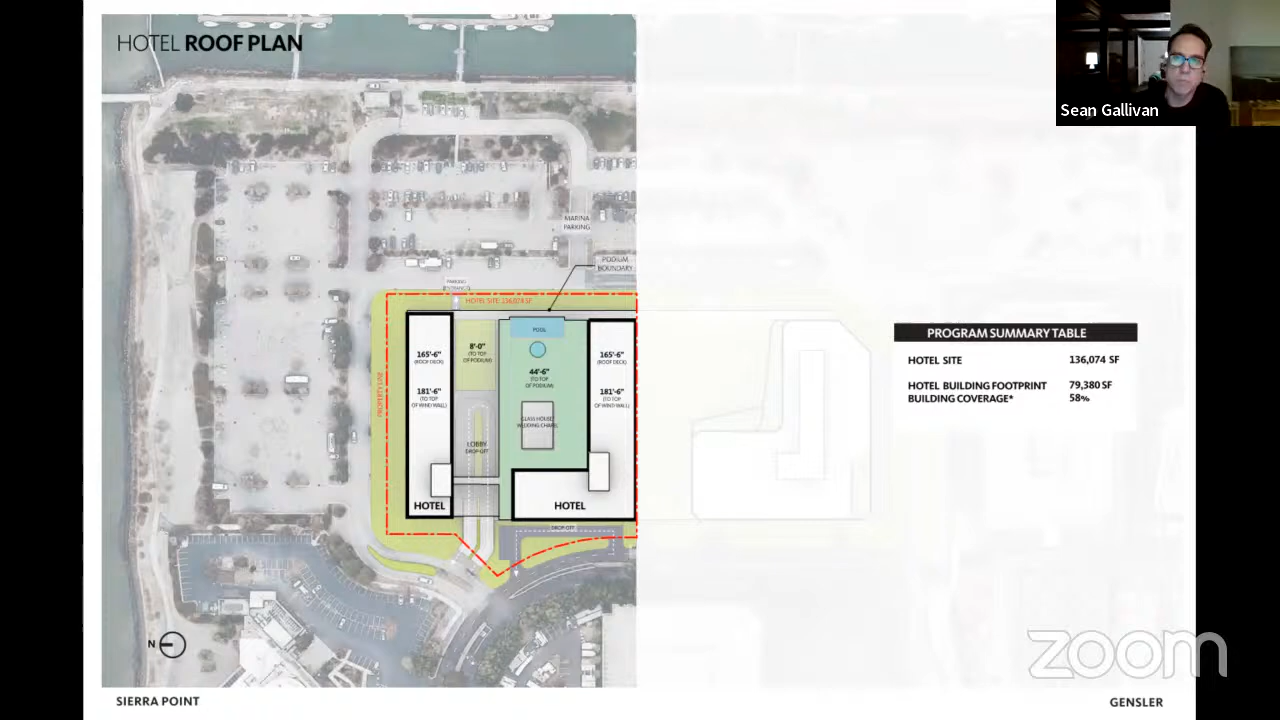 HOTEL ROOF PLAN
Sean Gallivan
MARINA
PARKING
PODIUM
BOUNDARY
PARKING
ENTRANCE
HOTEL SITE: 136,074 SF
POOL
165'-6"
(ROOF DECK)
8'-0"
(TO TOP
OF PODIUM)
165'-6"
(ROOF DECK)
44'-6"
(TO TOP
OF PODIUM)
181'-6"
(TO TOP
OF WIND WALL)
181'-6"
(TO TOP
OF WIND WALL)
PROPERTY LINE
GLASS HOUSE/
WEDDING CHAPEL
LOBBY
DROP-OFF
HOTEL
HOTEL
DROP-OFF
PROGRAM SUMMARY TABLE
HOTEL SITE 136,074 SF
HOTEL BUILDING FOOTPRINT 79,380 SF
BUILDING COVERAGE* 58%
N
zoom
SIERRA POINT
GENSLER